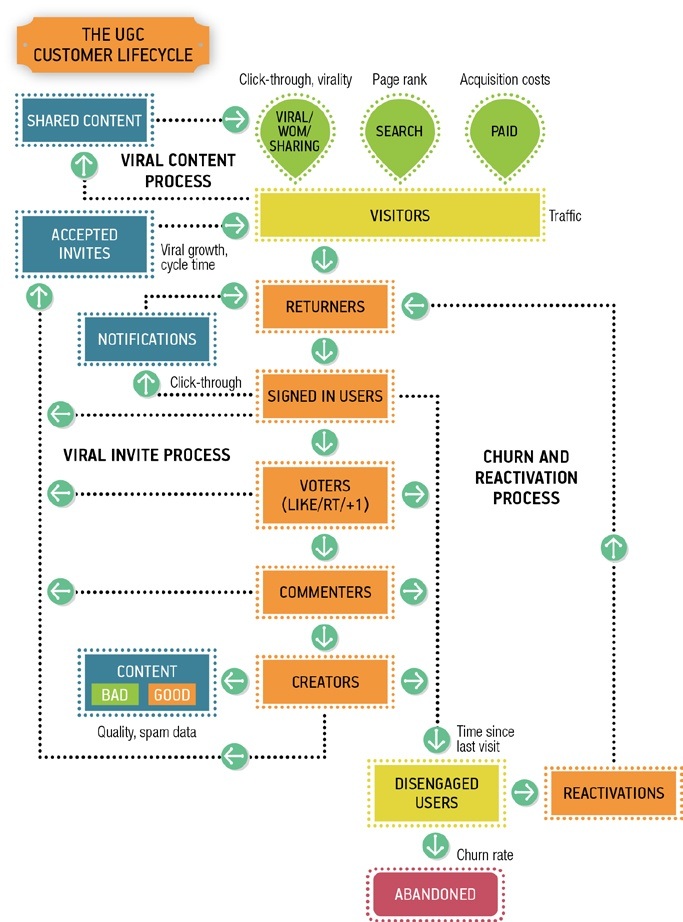 THE UGC
CUSTOMER LIFECYCLE
Click-through, virality
Page rank
Acquisition costs
SHARED CONTENT
VIRAL/
WOM/
SHARING
SEARCH
PAID
VIRAL CONTENT
PROCESS
VISITORS
Traffic
ACCEPTED
INVITES
Viral growth,
cycle time
RETURNERS
NOTIFICATIONS
Click-through
SIGNED IN USERS
VIRAL INVITE PROCESS
CHURN AND
REACTIVATION
PROCESS
VOTERS
(LIKE/RT/+1)
COMMENTERS
CONTENT
BAD
GOOD
CREATORS
Quality, spam data
Time since
last visit
DISENGAGED
USERS
REACTIVATIONS
Churn rate
ABANDONED